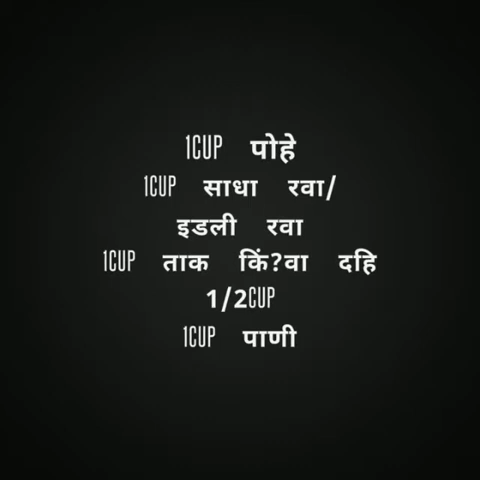 1CUP पोहे
1CUP साधा रवा/
इडली रवा
1CUP ताक किं?वा दहि
1/2CUP
1CUP पाणी